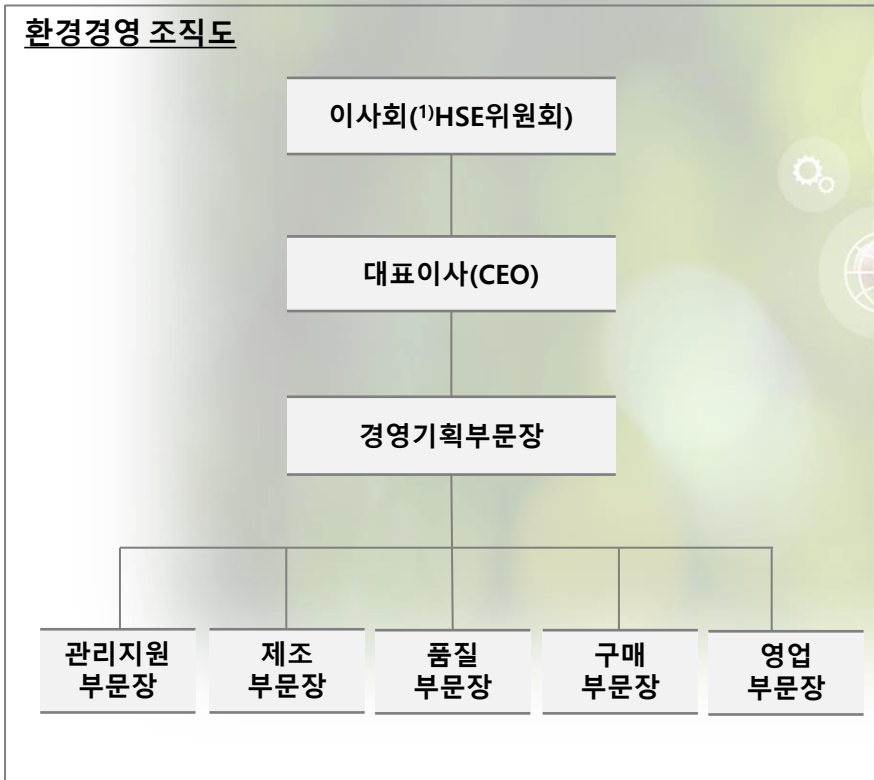 환경경영 조직도
이사회(¹⁾HSE위원회)
대표이사(CEO)
경영기획부문장
관리지원
부문장
제조
부문장
품질
부문장
구매
부문장
영업
부문장